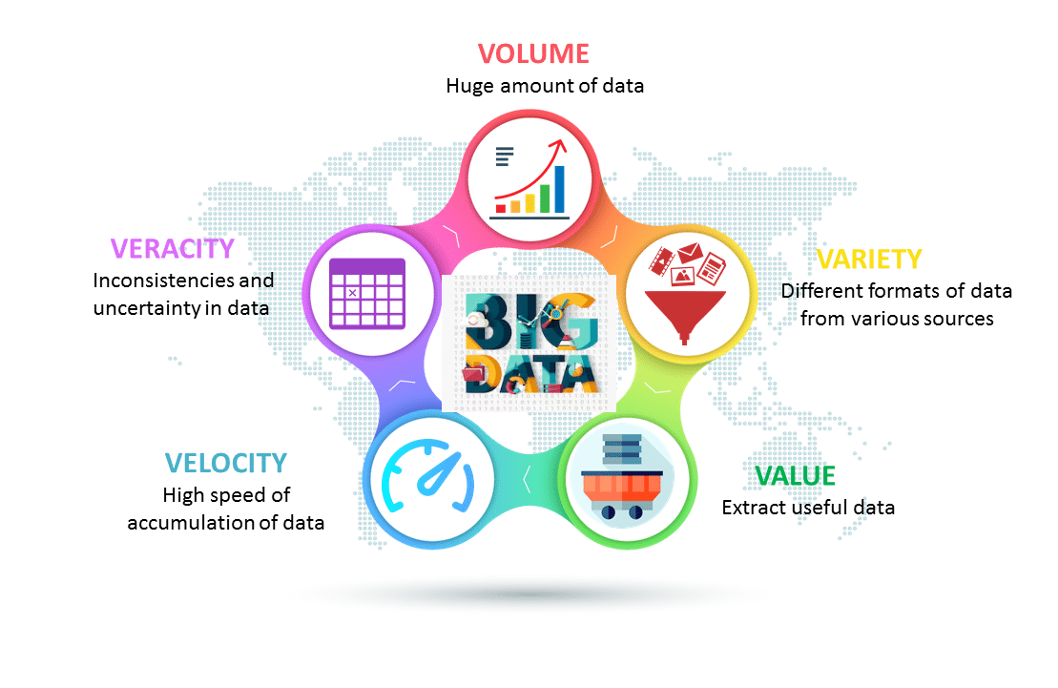 VOLUME
Huge amount of data
VERACITY
Inconsistencies and
uncertainty in data
VARIETY
Different formats of data
from various sources
BIG
DATA
VELOCITY
High speed of
accumulation of data
VALUE
Extract useful data